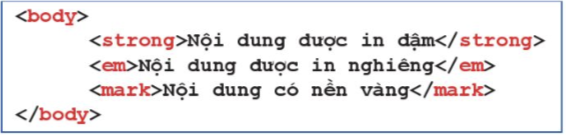 <body>
<strong>Nội dung được in đậm</strong>
<em>Nội dung được in nghiêng</em>
<mark>Nội dung có nền vàng</mark>
</body>